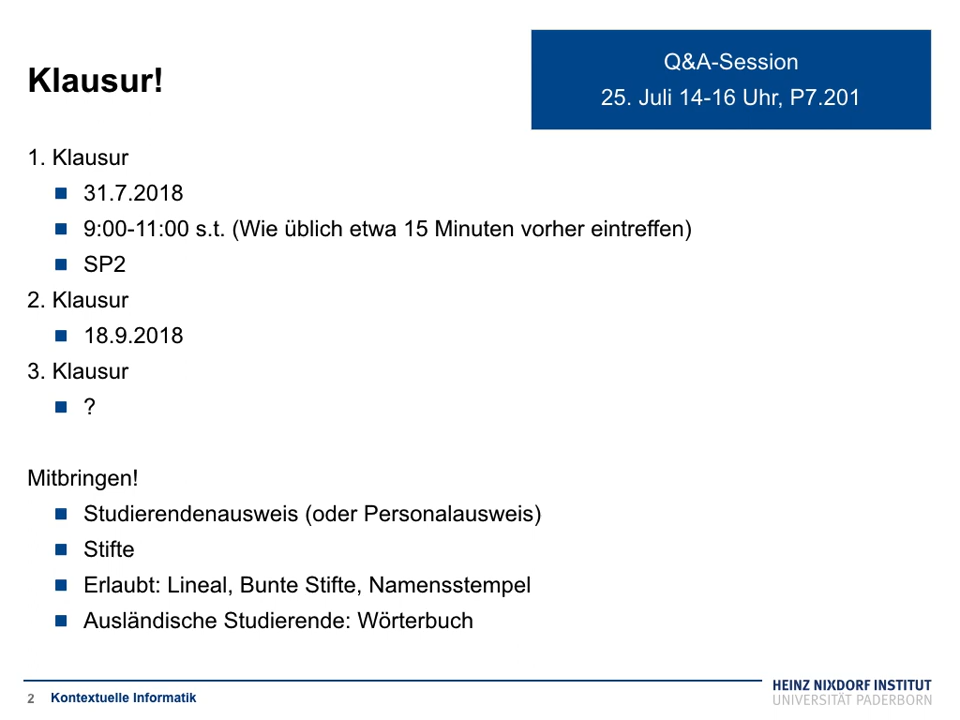 Klausur!
Q&A-Session
25. Juli 14-16 Uhr, P7.201
1. Klausur
31.7.2018
9:00-11:00 s.t. (Wie üblich etwa 15 Minuten vorher eintreffen)
SP2
2. Klausur
18.9.2018
3. Klausur
?
Mitbringen!
Studierendenausweis (oder Personalausweis)
Stifte
Erlaubt: Lineal, Bunte Stifte, Namensstempel
Ausländische Studierende: Wörterbuch
2 Kontextuelle Informatik
HEINZ NIXDORF INSTITUT
UNIVERSITÄT PADERBORN